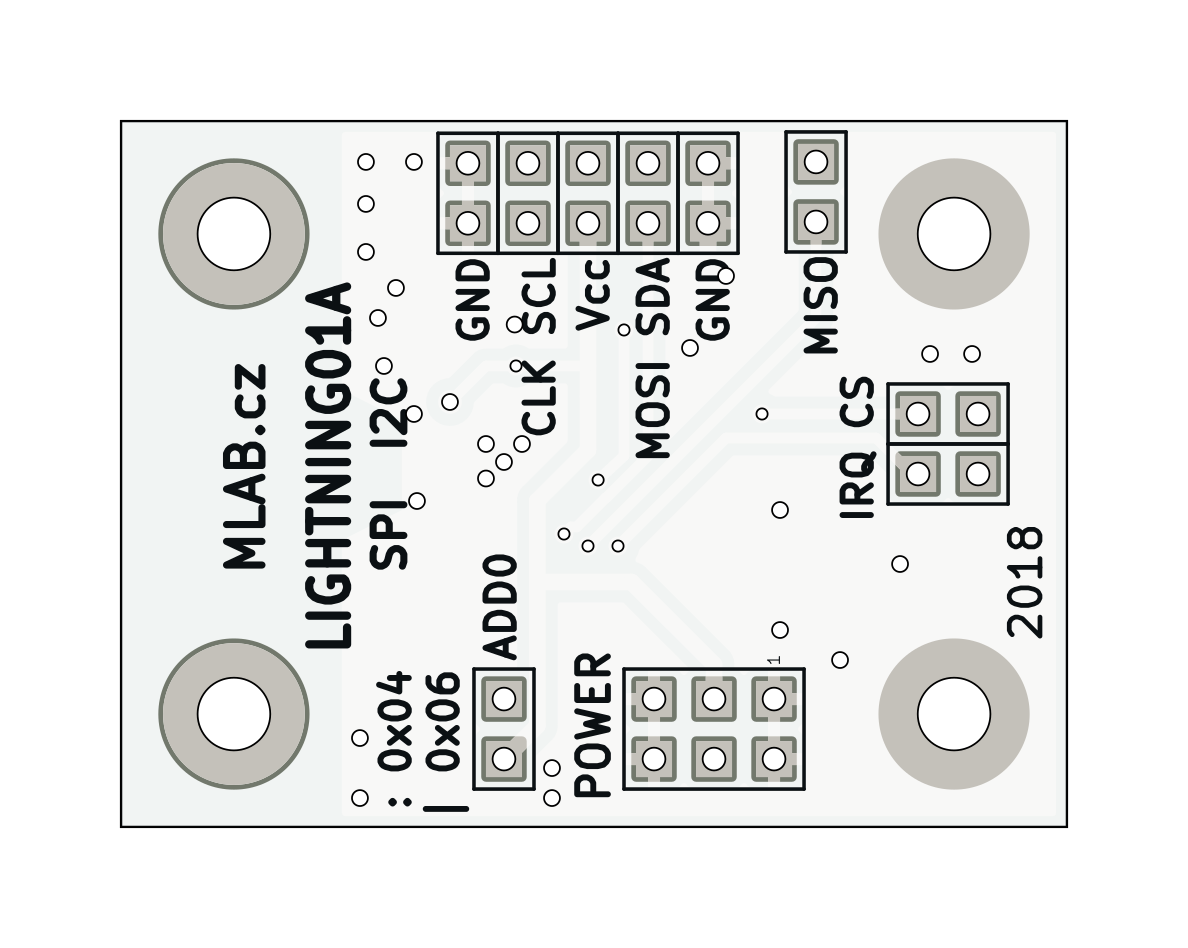 MLAB.cz
LIGHTNING01A
SPI I2C
GND
SCL
CLK
Vcc
SDA
MOSI
GND
MISO
CS
IRQ
ADD0
: 0x04
| 0x06
POWER
1
2018